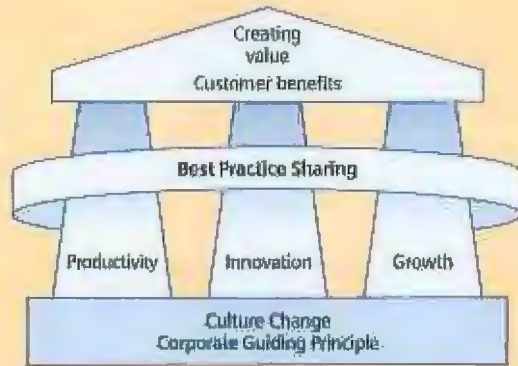 Creating
value
Customer benefits
Best Practice Sharing
Productivity
Innovation
Growth
Culture Change
Corporate Guiding Principle